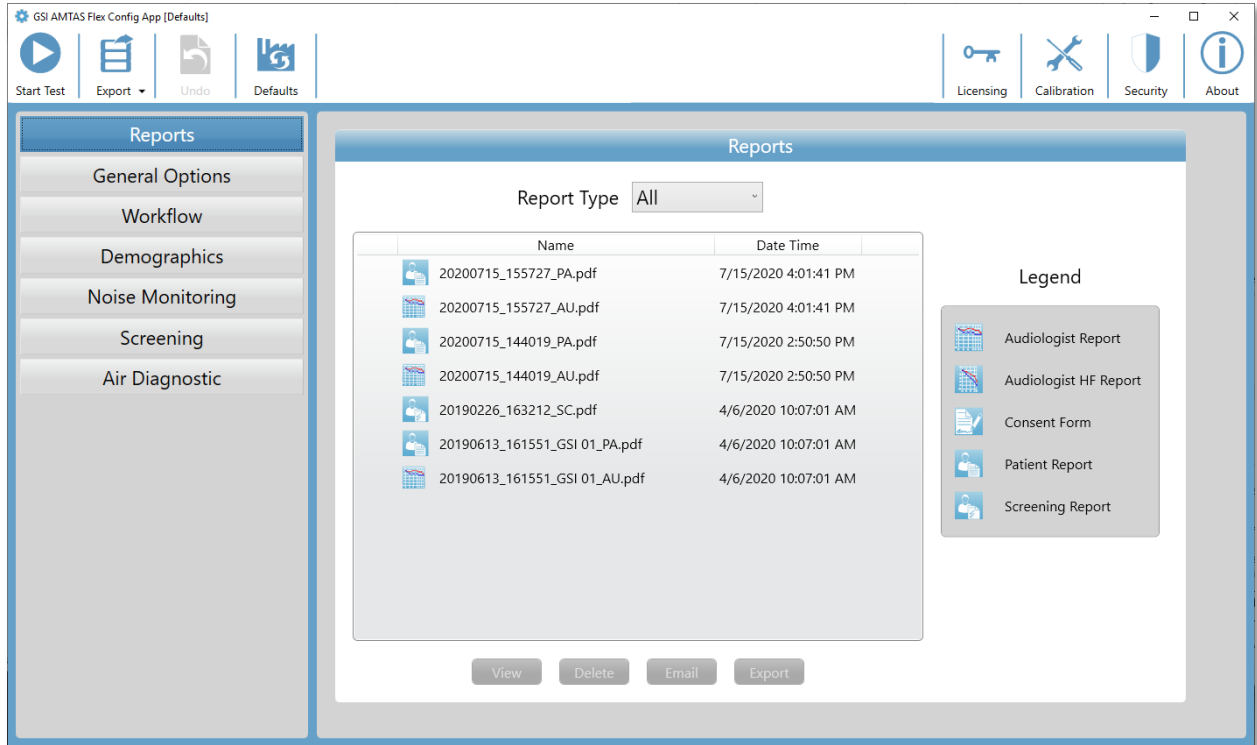 GSI AMTAS Flex Config App [Defaults]
Start Test Export Undo Defaults Licensing Calibration Security About
Reports
General Options
Workflow
Demographics
Noise Monitoring
Screening
Air Diagnostic
Reports
Report Type All
Name Date Time
20200715_155727_PA.pdf 7/15/2020 4:01:41 PM
20200715_155727_AU.pdf 7/15/2020 4:01:41 PM
20200715_144019_PA.pdf 7/15/2020 2:50:50 PM
20200715_144019_AU.pdf 7/15/2020 2:50:50 PM
20190226_163212_SC.pdf 4/6/2020 10:07:01 AM
20190613_161551_GSI 01_PA.pdf 4/6/2020 10:07:01 AM
20190613_161551_GSI 01_AU.pdf 4/6/2020 10:07:01 AM
Legend
Audiologist Report
Audiologist HF Report
Consent Form
Patient Report
Screening Report
View Delete Email Export